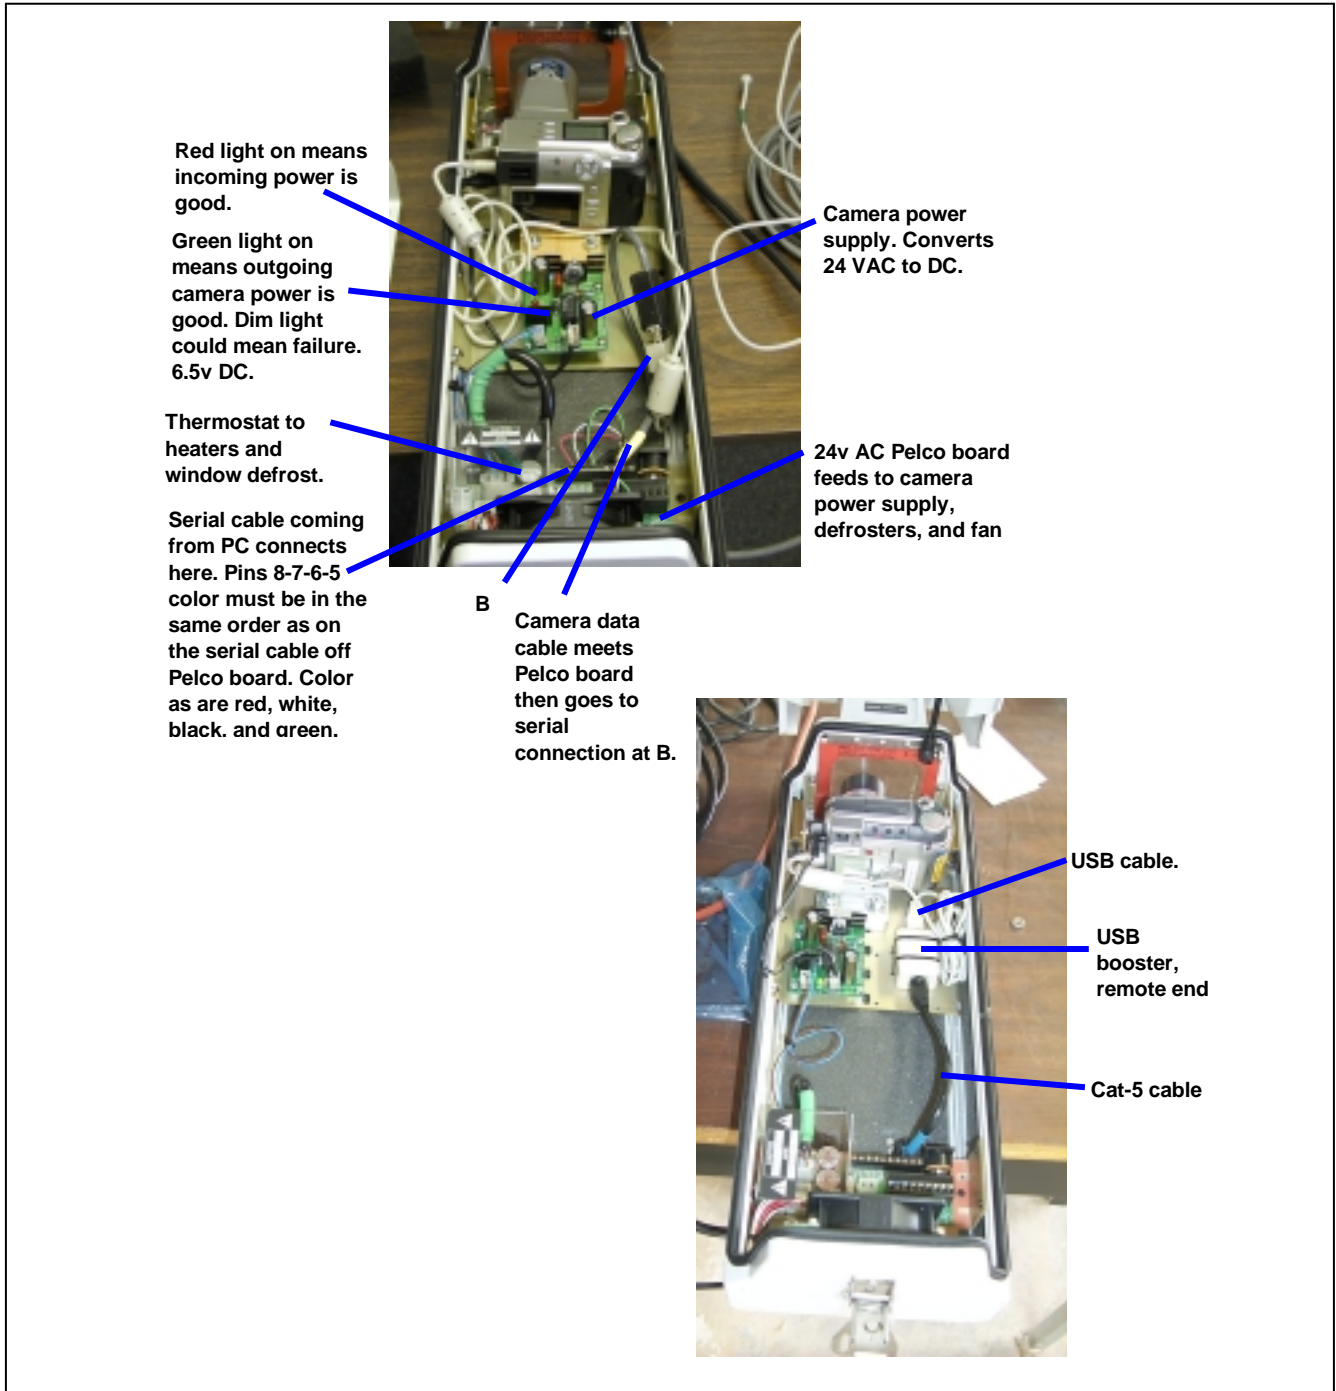 Red light on means
incoming power is
good.
Green light on
means outgoing
camera power is
good. Dim light
could mean failure.
6.5v DC.
Thermostat to
heaters and
window defrost.
Serial cable coming
from PC connects
here. Pins 8-7-6-5
color must be in the
same order as on
the serial cable off
Pelco board. Color
as are red, white,
black, and green.
B
Camera data
cable meets
Pelco board
then goes to
serial
connection at B.
Camera power
supply. Converts
24 VAC to DC.
24v AC Pelco board
feeds to camera
power supply,
defrosters, and fan
USB cable.
USB
booster,
remote end
Cat-5 cable